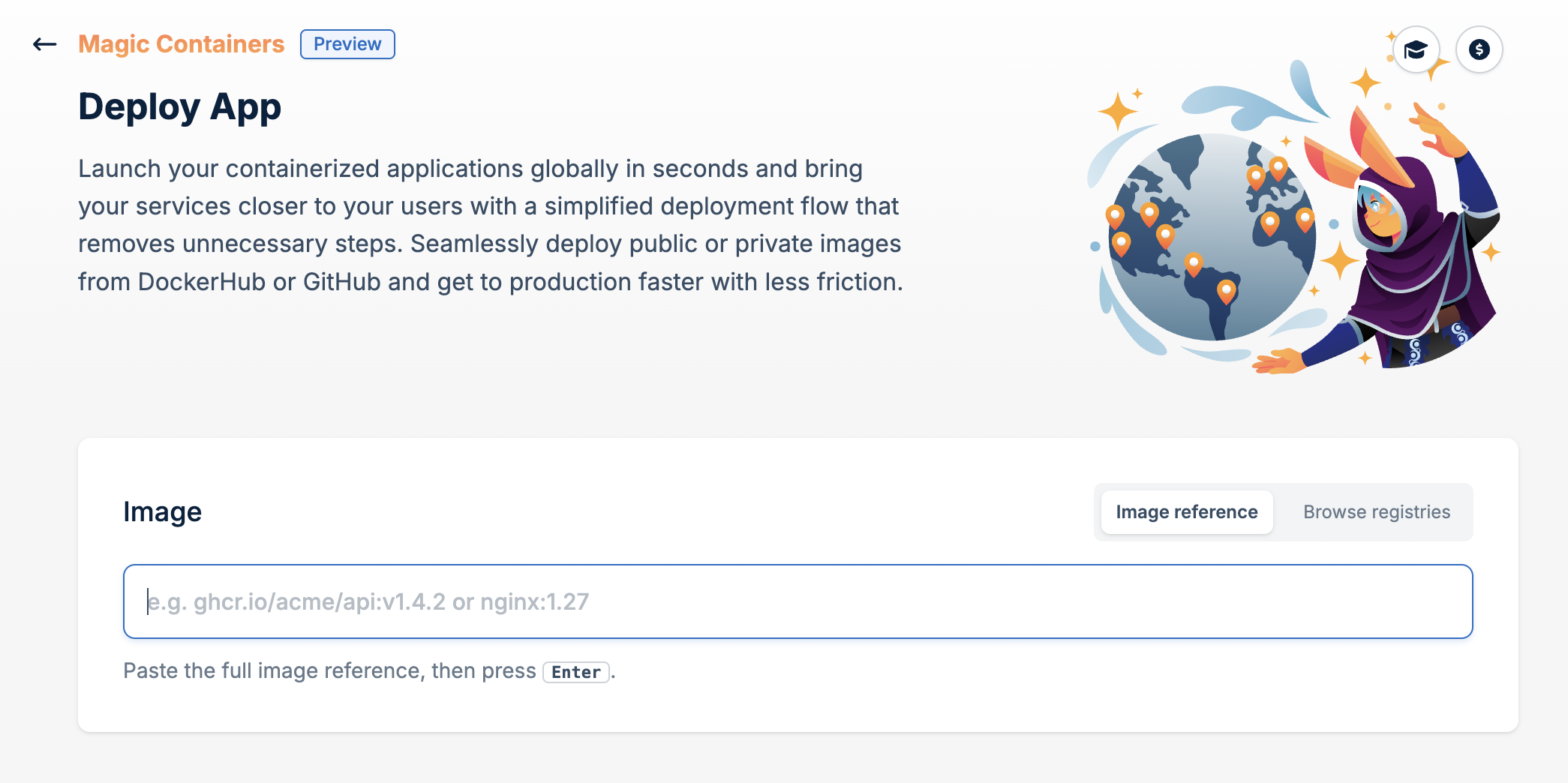 Magic Containers
Preview
Deploy App
Launch your containerized applications globally in seconds and bring
your services closer to your users with a simplified deployment flow that
removes unnecessary steps. Seamlessly deploy public or private images
from DockerHub or GitHub and get to production faster with less friction.
$
Image
Image reference
Browse registries
e.g. ghcr.io/acme/api:v1.4.2 or nginx:1.27
Paste the full image reference, then press Enter.